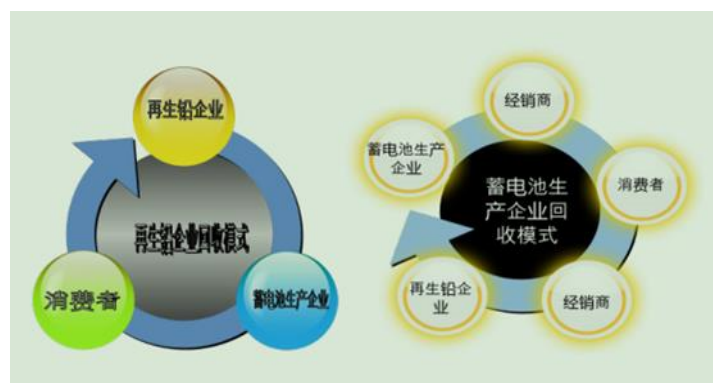 再生铅企业
再生铅企业回收模式
消费者
蓄电池生产企业
经销商
蓄电池生产
企业
消费者
蓄电池生
产企业回
收模式
再生铅企
业
经销商